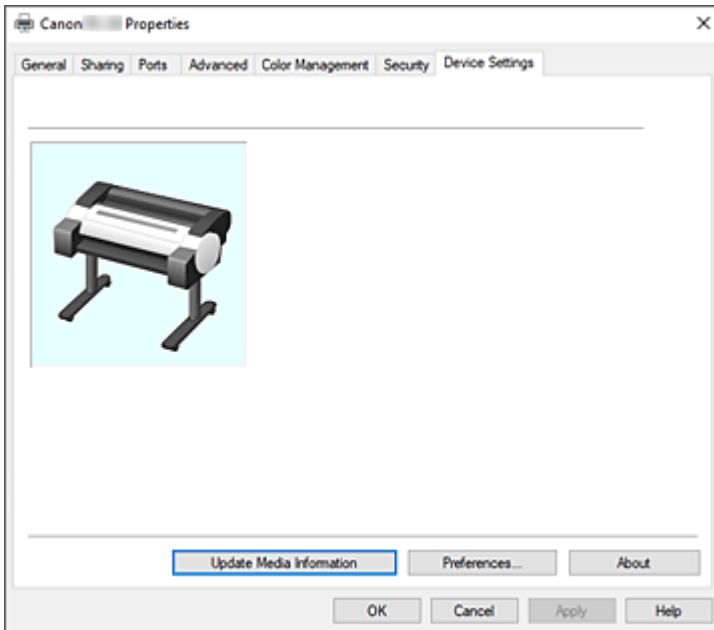 Canon Properties
General Sharing Ports Advanced Color Management Security Device Settings
Update Media Information Preferences... About
OK Cancel Apply Help